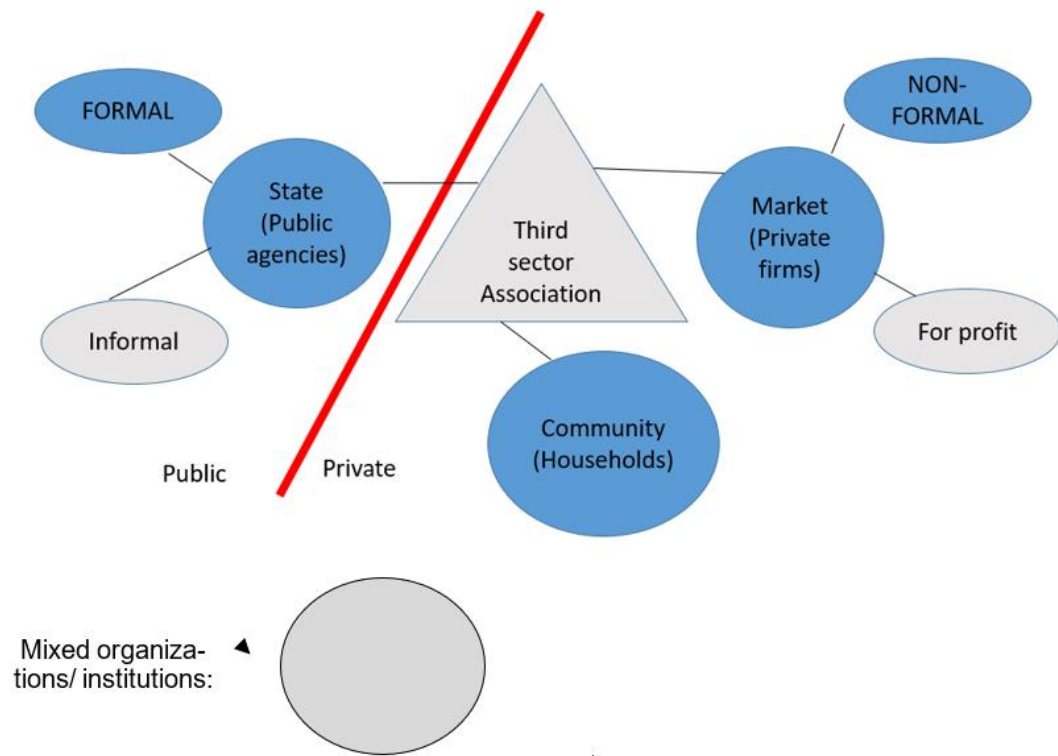 FORMAL
NON-
FORMAL
State
(Public
agencies)
Third
sector
Association
Market
(Private
firms)
Informal
For profit
Community
(Households)
Public
Private
Mixed organiza-
tions/ institutions: